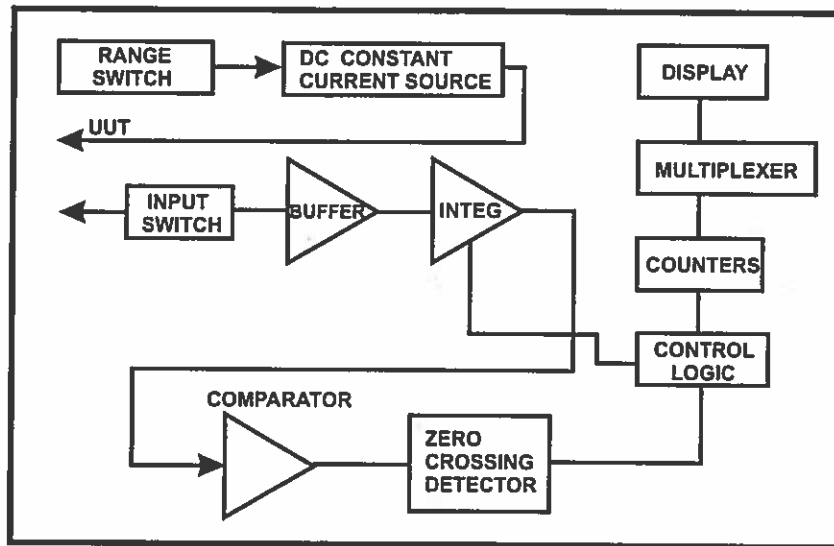 RANGE
SWITCH
DC CONSTANT
CURRENT SOURCE
DISPLAY
UUT
MULTIPLEXER
INPUT
SWITCH
BUFFER
INTEG
COUNTERS
CONTROL
LOGIC
COMPARATOR
ZERO
CROSSING
DETECTOR